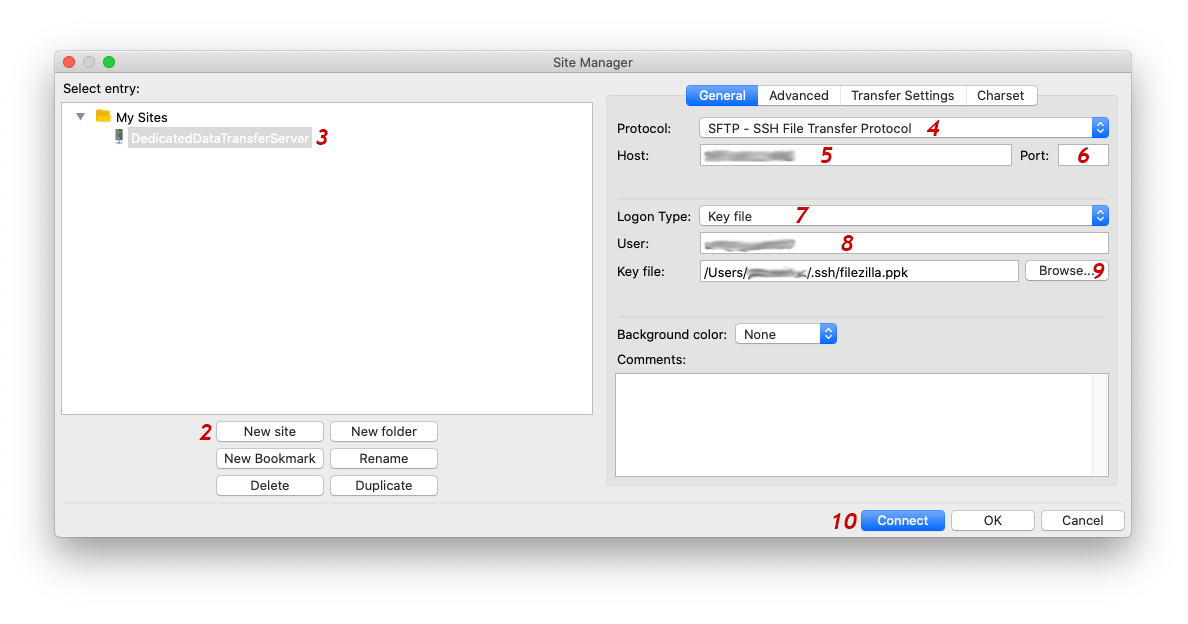 Site Manager
Select entry:
My Sites
DedicatedDataTransferServer 3
2 New site New folder
New Bookmark Rename
Delete Duplicate
General Advanced Transfer Settings Charset
Protocol: SFTP - SSH File Transfer Protocol 4
Host: 5 Port: 6
Logon Type: Key file 7
User: 8
Key file: /Users/ /.ssh/filezilla.ppk Browse... 9
Background color: None
Comments:
10 Connect OK Cancel